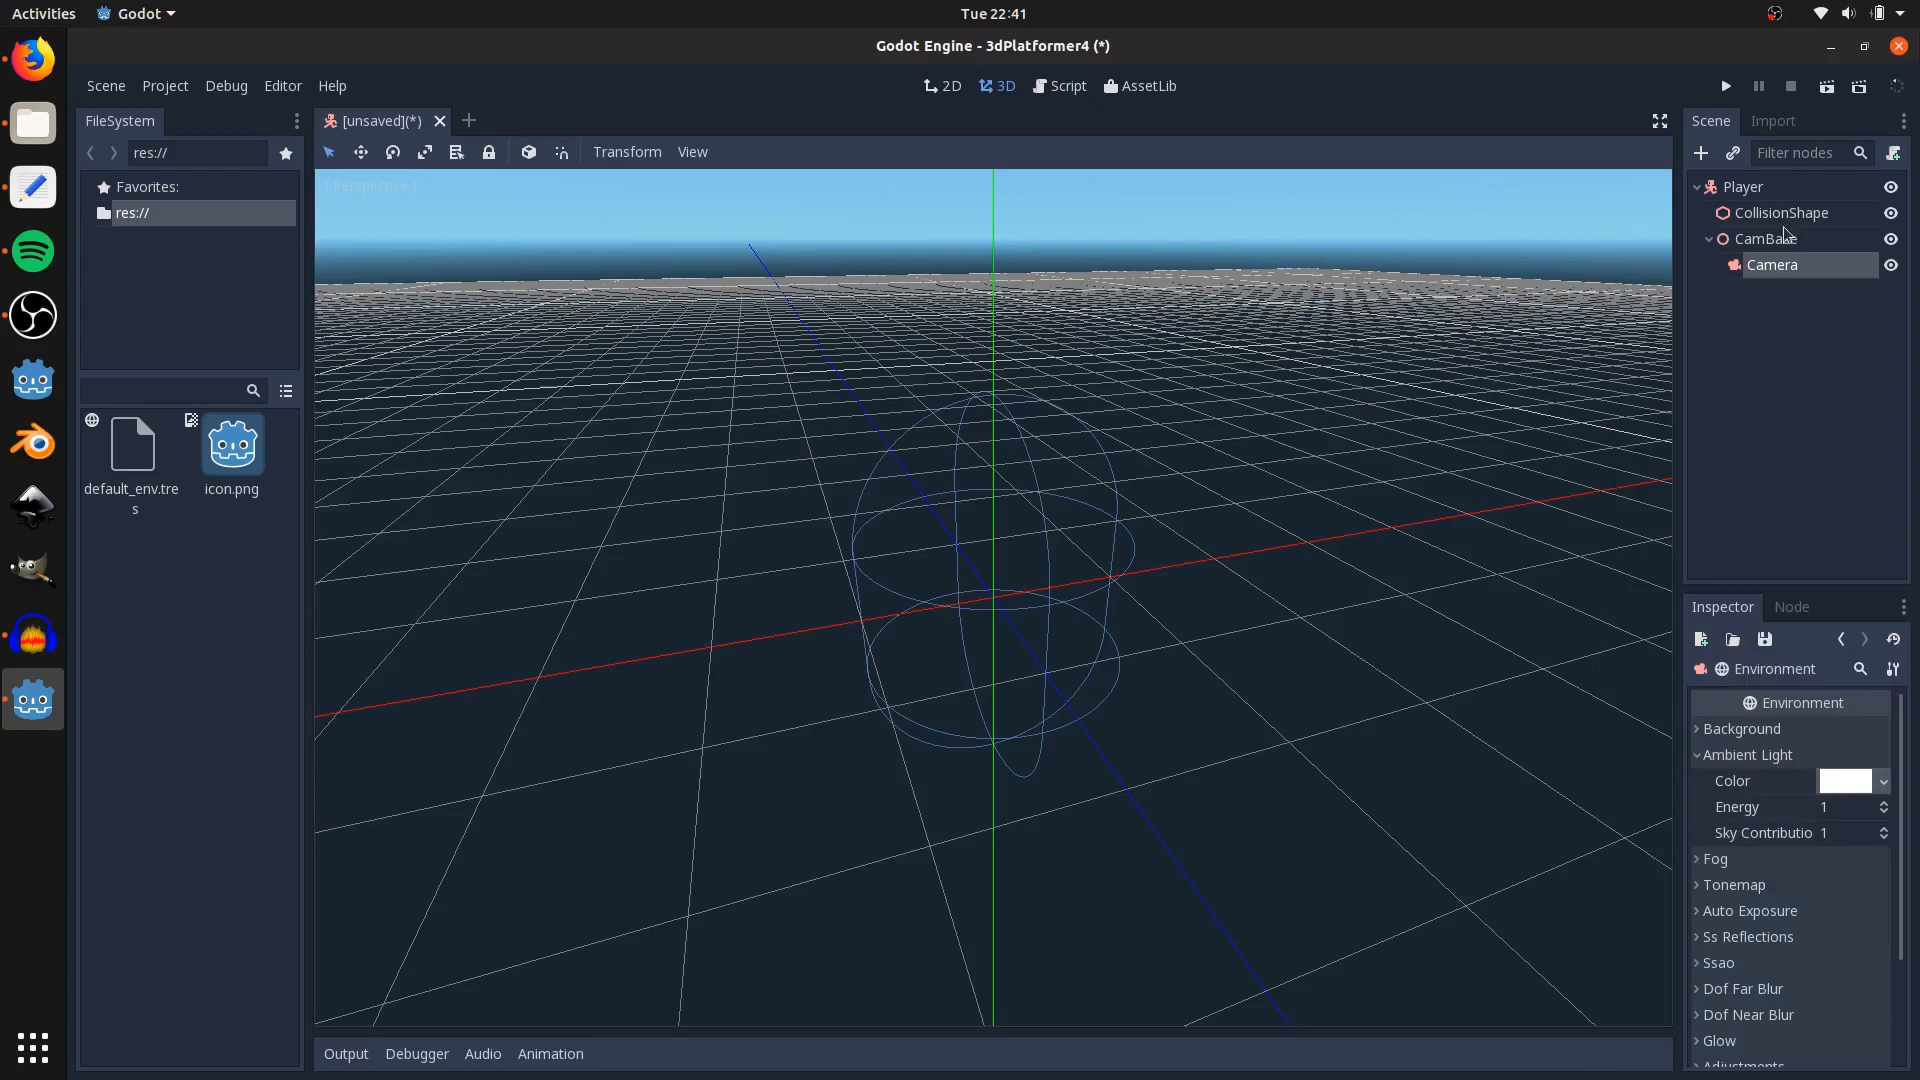 Activities
Godot
Tue 22:41
Godot Engine - 3dPlatformer4 (*)
Scene
Project
Debug
Editor
Help
2D
3D
Script
AssetLib
FileSystem
[unsaved](*)
Scene
Import
res://
Transform
View
Filter nodes
Favorites:
res://
[ Perspective ]
Player
CollisionShape
CamBase
Camera
default_env.tre
s
icon.png
Inspector
Node
Environment
Environment
Background
Ambient Light
Color
Energy
1
Sky Contributio
1
Fog
Tonemap
Auto Exposure
Ss Reflections
Ssao
Dof Far Blur
Dof Near Blur
Glow
Adjustments
Output
Debugger
Audio
Animation